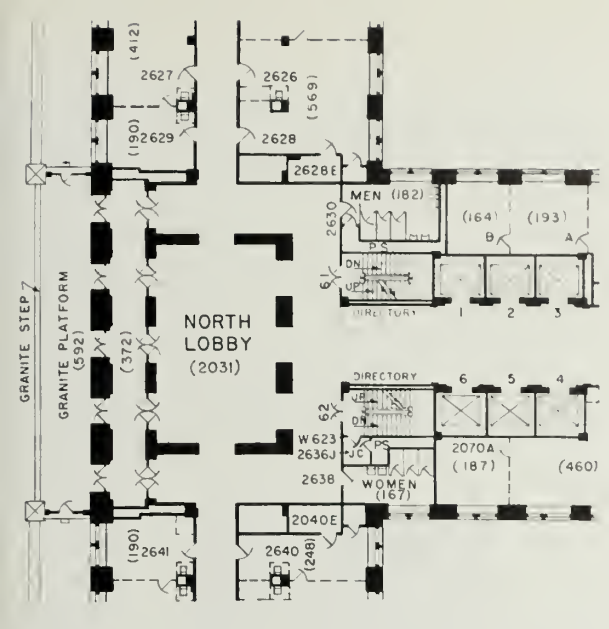 (412)
2627
2626
(569)
(190)
2629
2628
2628E
MEN (182)
(164)
(193)
2630
B
A
P.S
DN
UP
61
DIRECTORY
1
2
3
GRANITE STEP
GRANITE PLATFORM
(592)
(372)
NORTH
LOBBY
(2031)
DIRECTORY
6
5
4
62
UP
DN
W623
PS
2636J
JC
2070A
(187)
(460)
2638
WOMEN
(167)
2040E
(190)
2641
2640
(248)